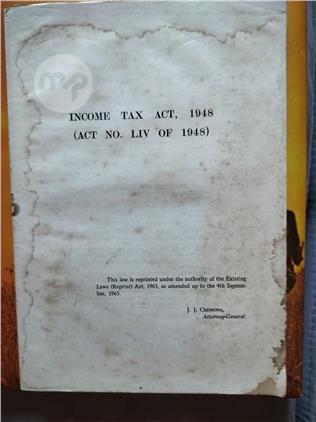 mp
INCOME TAX ACT, 1948
(ACT NO. LIV OF 1948)
This law is reprinted under the authority of the Existing
Laws (Reprint) Act, 1963, as amended up to the 4th Septem-
ber, 1963.
J. J. CREMONA,
Attorney-General.